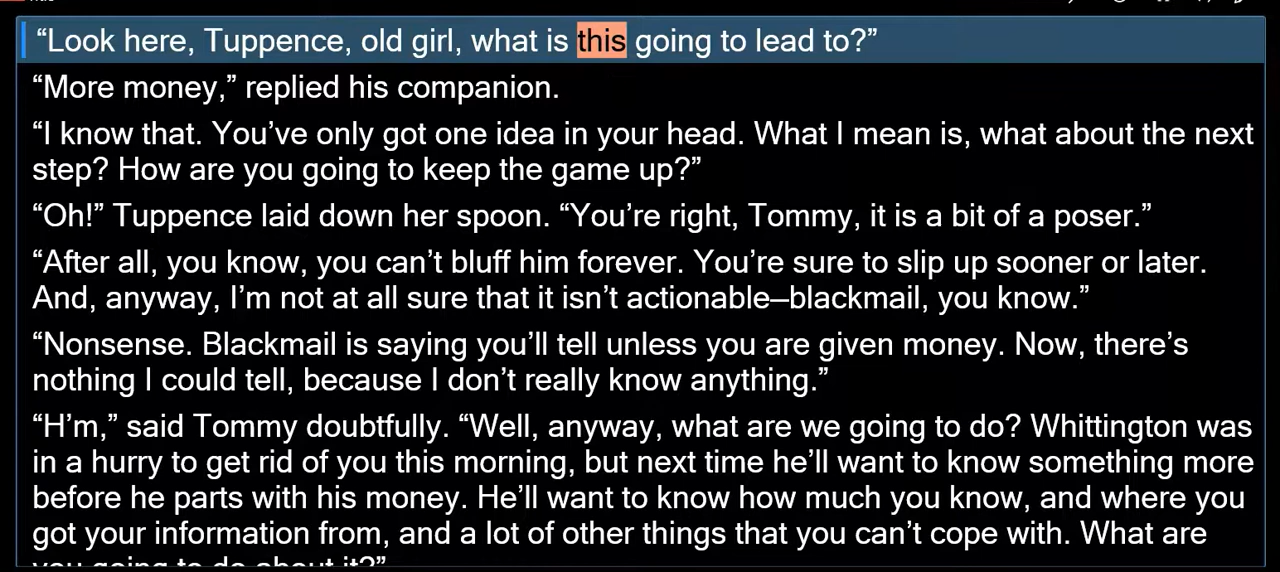 “Look here, Tuppence, old girl, what is this going to lead to?”
“More money,” replied his companion.
“I know that. You’ve only got one idea in your head. What I mean is, what about the next
step? How are you going to keep the game up?”
“Oh!” Tuppence laid down her spoon. “You’re right, Tommy, it is a bit of a poser.”
“After all, you know, you can’t bluff him forever. You’re sure to slip up sooner or later.
And, anyway, I’m not at all sure that it isn’t actionable—blackmail, you know.”
“Nonsense. Blackmail is saying you’ll tell unless you are given money. Now, there’s
nothing I could tell, because I don’t really know anything.”
“H’m,” said Tommy doubtfully. “Well, anyway, what are we going to do? Whittington was
in a hurry to get rid of you this morning, but next time he’ll want to know something more
before he parts with his money. He’ll want to know how much you know, and where you
got your information from, and a lot of other things that you can’t cope with. What are
you going to do about it?”